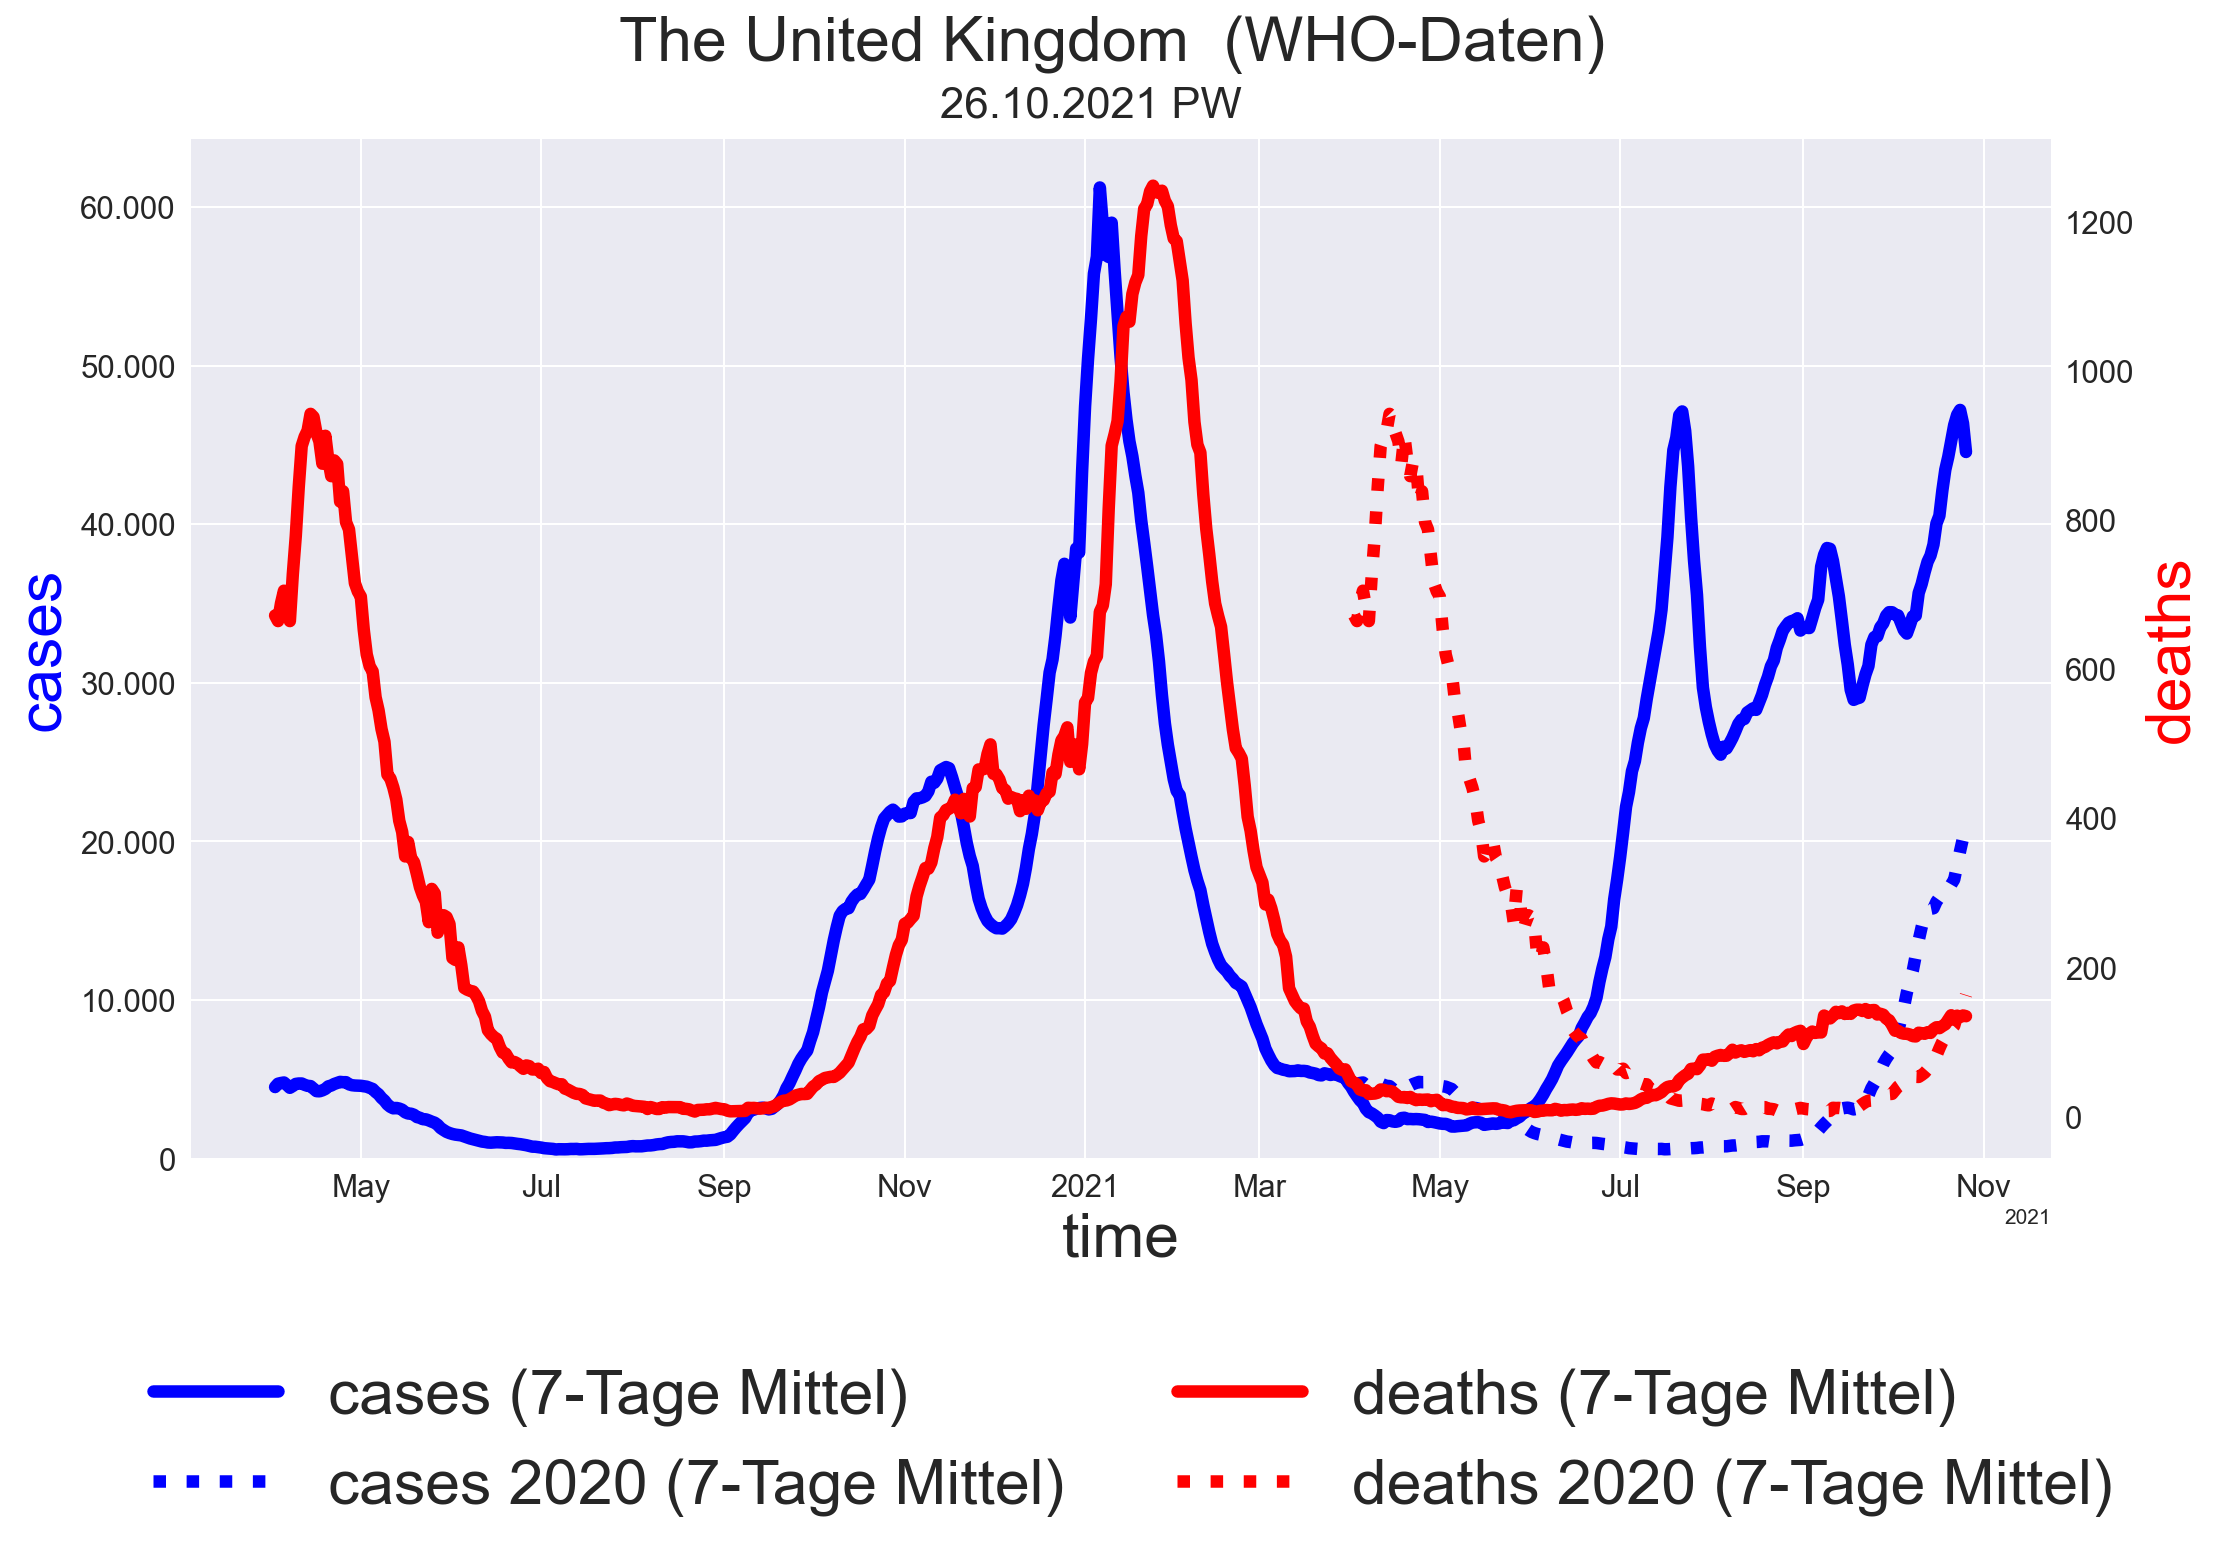 The United Kingdom  (WHO-Daten)
26.10.2021 PW
60.000
50.000
40.000
30.000
20.000
10.000
0
cases
1200
1000
800
600
400
200
0
deaths
May Jul Sep Nov 2021 Mar May Jul Sep Nov
2021
time
cases (7-Tage Mittel) deaths (7-Tage Mittel)
cases 2020 (7-Tage Mittel) deaths 2020 (7-Tage Mittel)